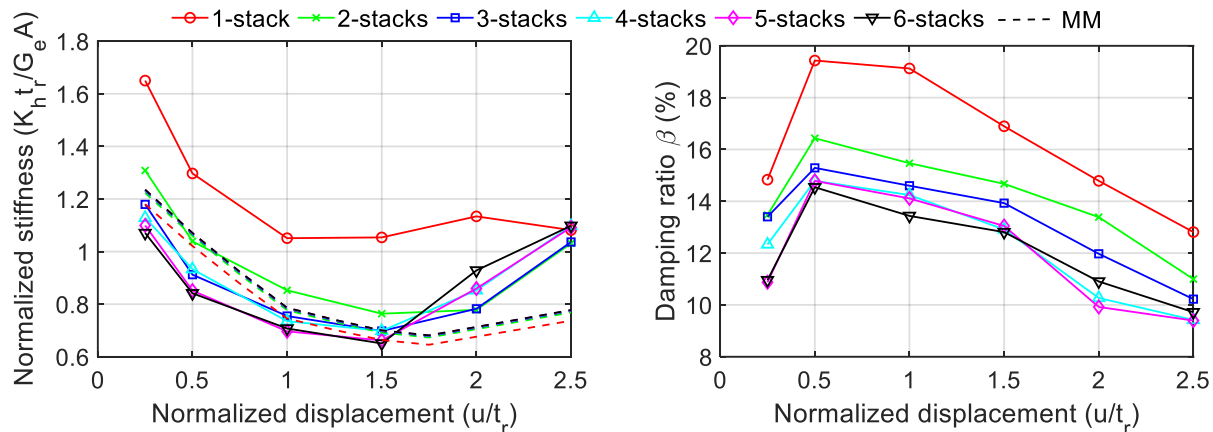 1-stack 2-stacks 3-stacks 4-stacks 5-stacks 6-stacks MM
Normalized stiffness (K_h t_r/G_e A)
1.8
1.6
1.4
1.2
1
0.8
0.6
0 0.5 1 1.5 2 2.5
Normalized displacement (u/t_r)
Damping ratio β (%)
20
18
16
14
12
10
8
0 0.5 1 1.5 2 2.5
Normalized displacement (u/t_r)